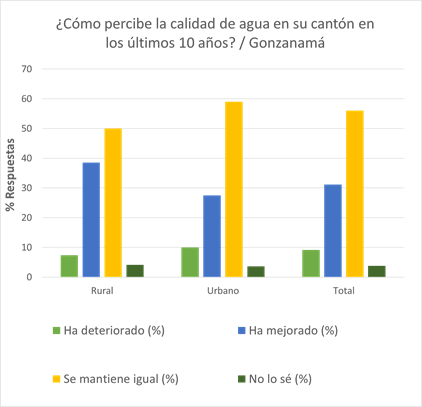 ¿Cómo percibe la calidad de agua en su cantón en
los últimos 10 años? / Gonzanamá
% Respuestas
70
60
50
40
30
20
10
0
Rural Urbano Total
Ha deteriorado (%) Ha mejorado (%)
Se mantiene igual (%) No lo sé (%)